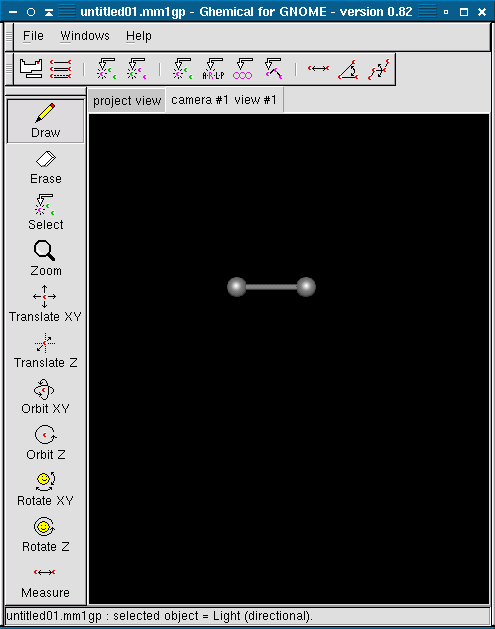 untitled01.mm1gp - Ghemical for GNOME - version 0.82
File Windows Help
A·R·L·P
project view camera #1 view #1
Draw
Erase
Select
Zoom
Translate XY
Translate Z
Orbit XY
Orbit Z
Rotate XY
Rotate Z
Measure
untitled01.mm1gp : selected object = Light (directional).